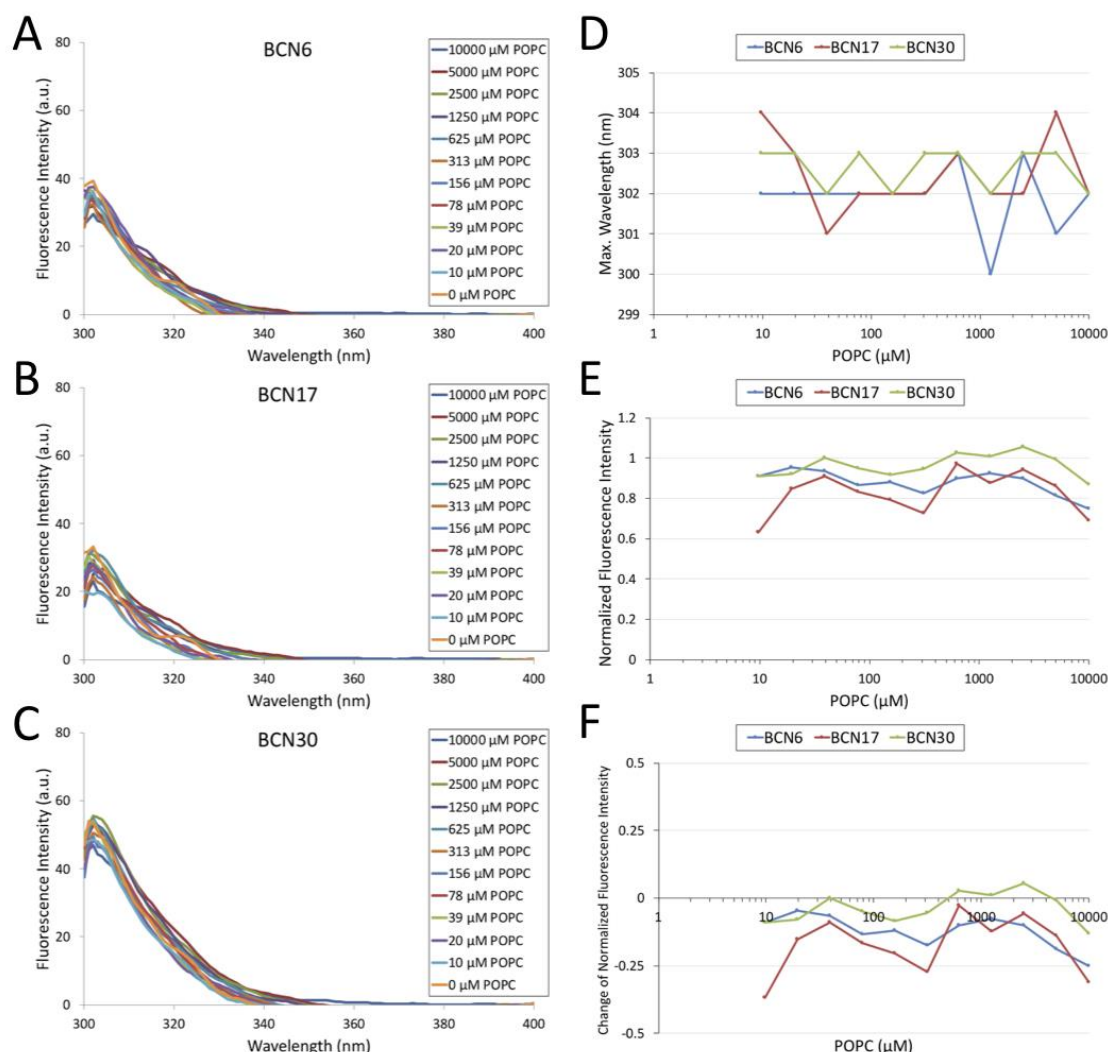 A
BCN6
Fluorescence Intensity (a.u.)
80
60
40
20
0
300 320 340 360 380 400
Wavelength (nm)
10000 µM POPC
5000 µM POPC
2500 µM POPC
1250 µM POPC
625 µM POPC
313 µM POPC
156 µM POPC
78 µM POPC
39 µM POPC
20 µM POPC
10 µM POPC
0 µM POPC
B
BCN17
Fluorescence Intensity (a.u.)
80
60
40
20
0
300 320 340 360 380 400
Wavelength (nm)
10000 µM POPC
5000 µM POPC
2500 µM POPC
1250 µM POPC
625 µM POPC
313 µM POPC
156 µM POPC
78 µM POPC
39 µM POPC
20 µM POPC
10 µM POPC
0 µM POPC
C
BCN30
Fluorescence Intensity (a.u.)
80
60
40
20
0
300 320 340 360 380 400
Wavelength (nm)
10000 µM POPC
5000 µM POPC
2500 µM POPC
1250 µM POPC
625 µM POPC
313 µM POPC
156 µM POPC
78 µM POPC
39 µM POPC
20 µM POPC
10 µM POPC
0 µM POPC
D
BCN6 BCN17 BCN30
Max. Wavelength (nm)
305
304
303
302
301
300
299
1 10 100 1000 10000
POPC (µM)
E
BCN6 BCN17 BCN30
Normalized Fluorescence Intensity
1.2
1
0.8
0.6
0.4
0.2
0
1 10 100 1000 10000
POPC (µM)
F
BCN6 BCN17 BCN30
Change of Normalized Fluorescence Intensity
0.5
0.25
0
-0.25
-0.5
1 10 100 1000 10000
POPC (µM)